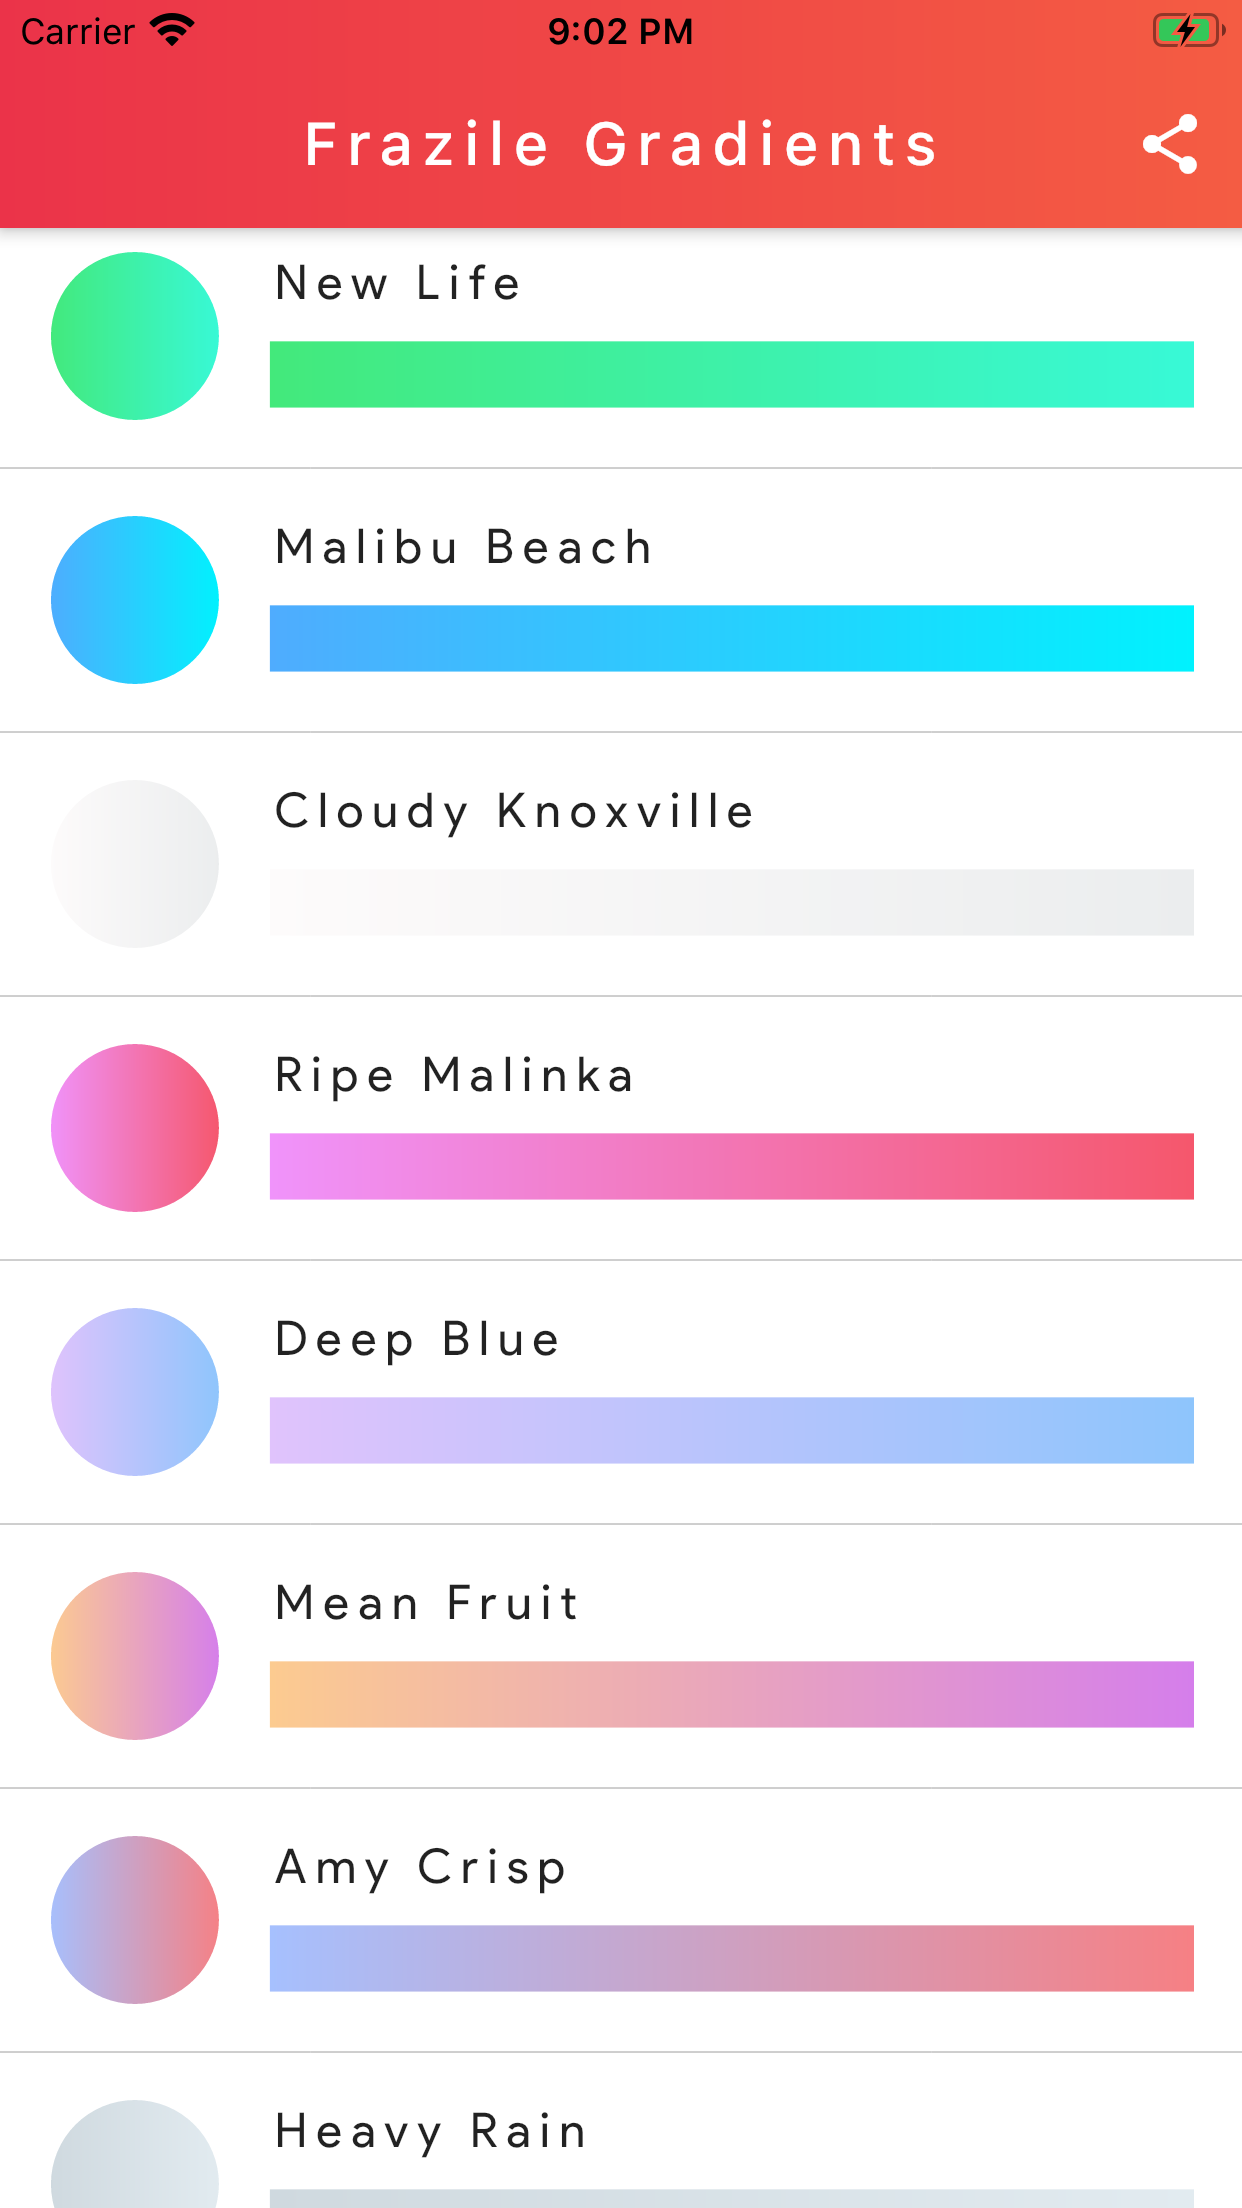 Carrier 9:02 PM
Frazile Gradients
New Life
Malibu Beach
Cloudy Knoxville
Ripe Malinka
Deep Blue
Mean Fruit
Amy Crisp
Heavy Rain